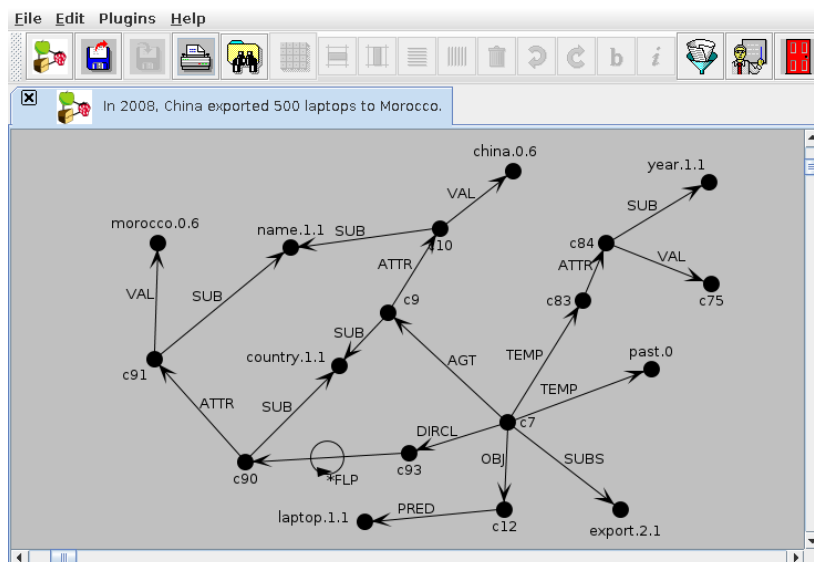 File Edit Plugins Help
b i
In 2008, China exported 500 laptops to Morocco.
china.0.6
year.1.1
VAL
SUB
morocco.0.6
name.1.1
SUB
c10
c84
ATTR
VAL
ATTR
VAL
SUB
c9
c83
c75
SUB
country.1.1
AGT
TEMP
past.0
c91
TEMP
ATTR
SUB
DIRCL
c7
OBJ
SUBS
c90
*FLP
c93
laptop.1.1
PRED
c12
export.2.1